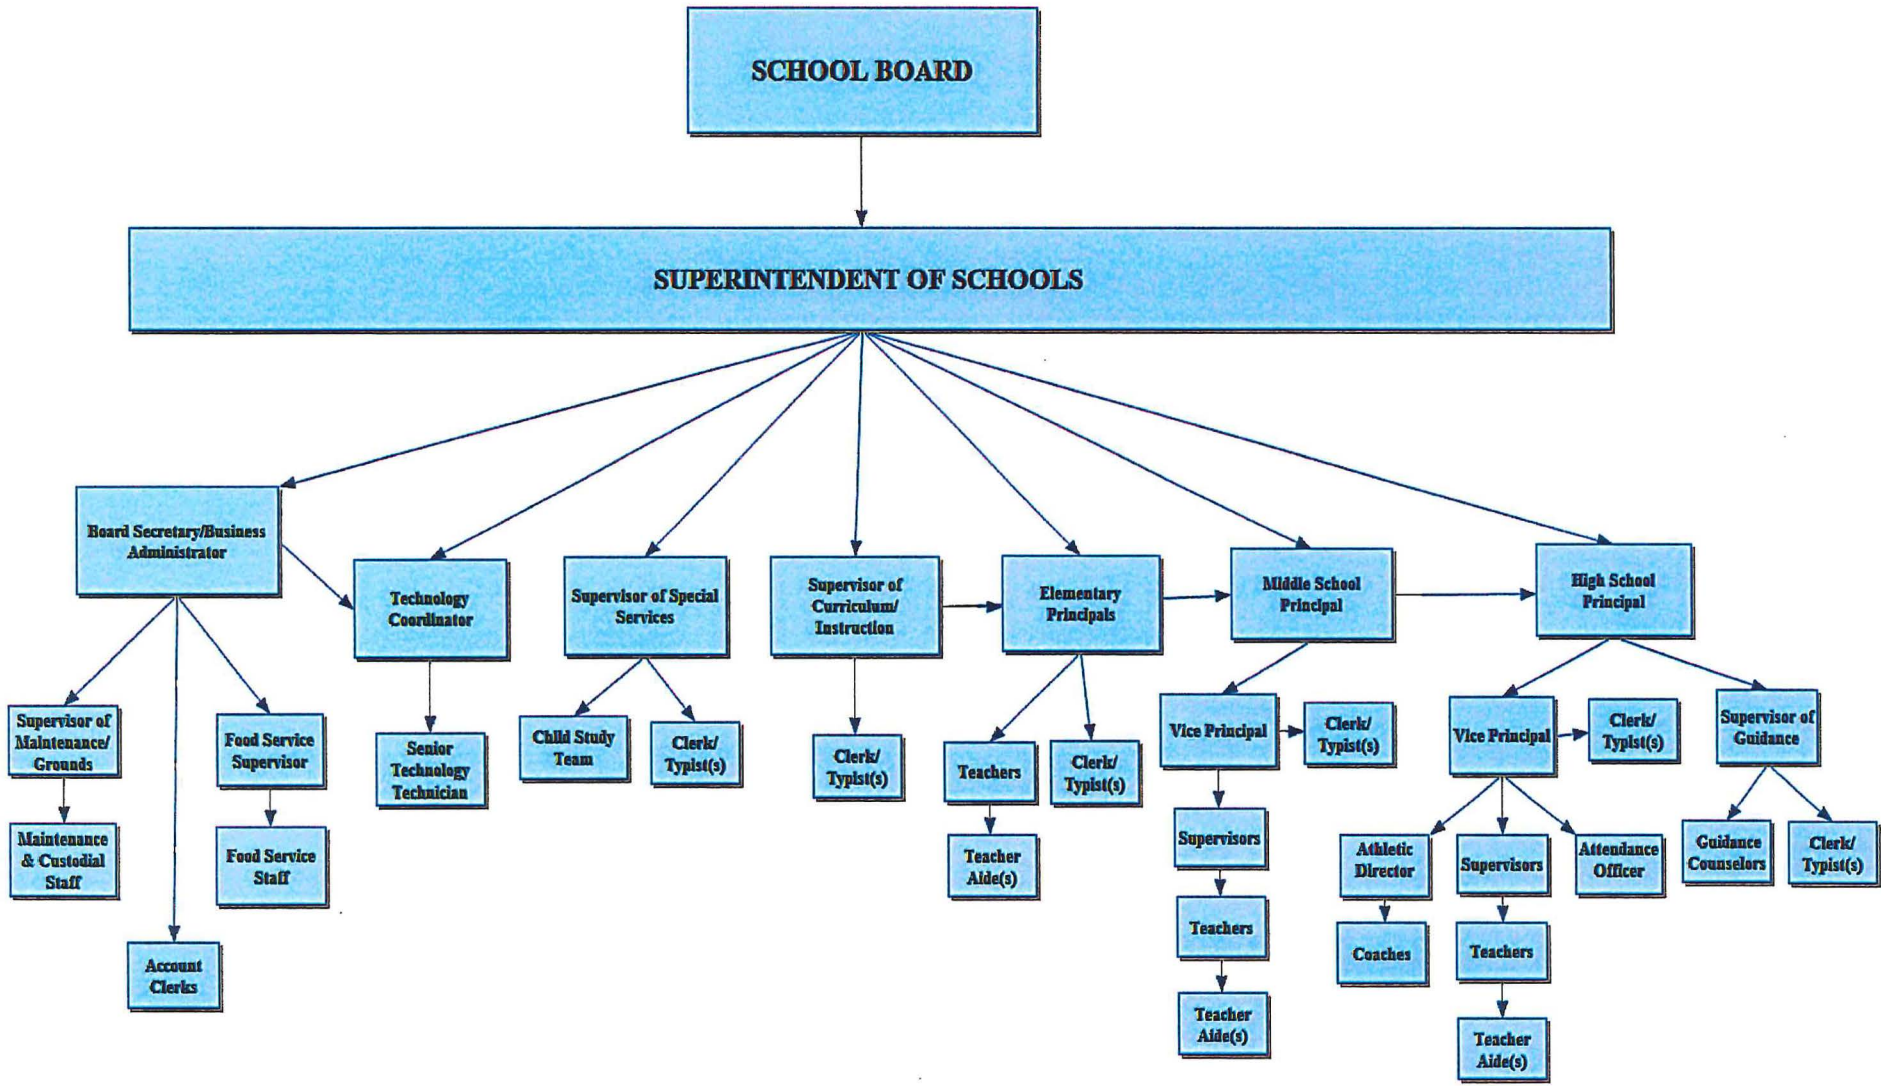 SCHOOL BOARD
SUPERINTENDENT OF SCHOOLS
Board Secretary/Business
Administrator
Technology
Coordinator
Supervisor of Special
Services
Supervisor of
Curriculum/
Instruction
Elementary
Principals
Middle School
Principal
High School
Principal
Supervisor of
Maintenance/
Grounds
Food Service
Supervisor
Senior
Technology
Technician
Child Study
Team
Clerk/
Typist(s)
Clerk/
Typist(s)
Teachers
Clerk/
Typist(s)
Vice Principal
Clerk/
Typist(s)
Vice Principal
Clerk/
Typist(s)
Supervisor of
Guidance
Maintenance
& Custodial
Staff
Food Service
Staff
Teacher
Aide(s)
Supervisors
Athletic
Director
Supervisors
Attendance
Officer
Guidance
Counselors
Clerk/
Typist(s)
Account
Clerks
Teachers
Coaches
Teachers
Teacher
Aide(s)
Teacher
Aide(s)